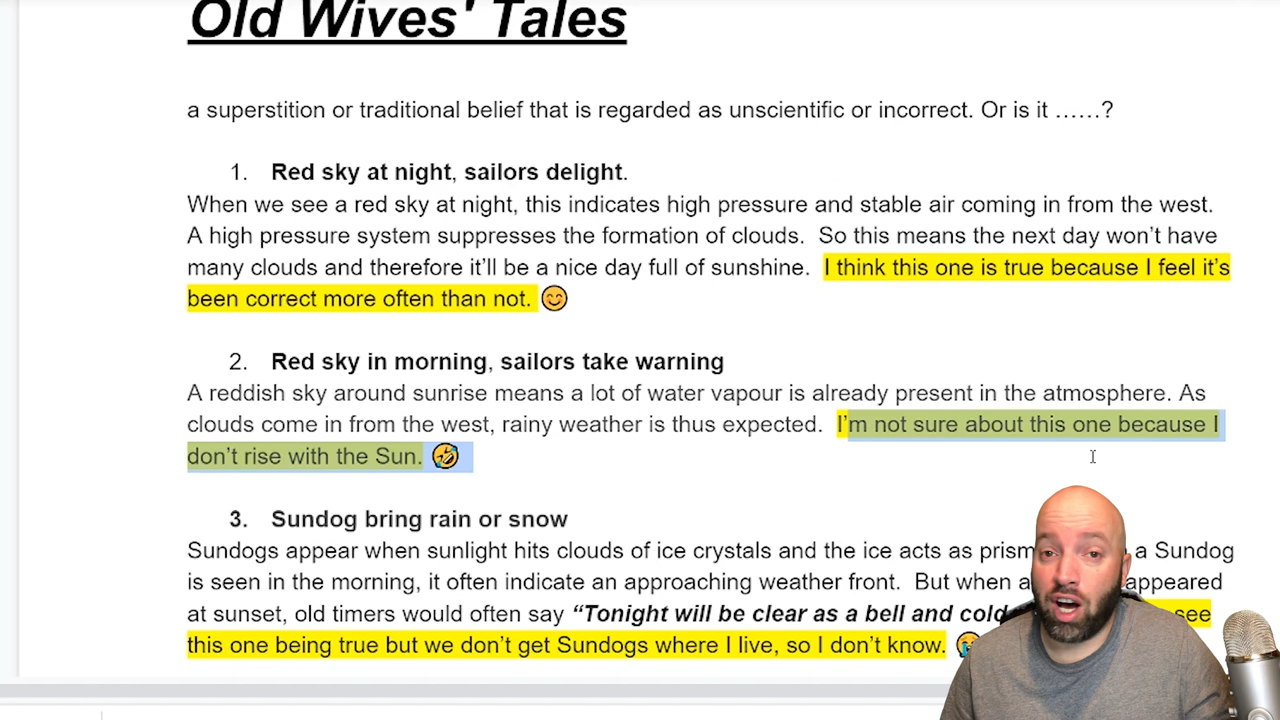 Old Wives' Tales
a superstition or traditional belief that is regarded as unscientific or incorrect. Or is it ……?
1. Red sky at night, sailors delight.
When we see a red sky at night, this indicates high pressure and stable air coming in from the west.
A high pressure system suppresses the formation of clouds. So this means the next day won’t have
many clouds and therefore it’ll be a nice day full of sunshine. I think this one is true because I feel it’s
been correct more often than not. 😊
2. Red sky in morning, sailors take warning
A reddish sky around sunrise means a lot of water vapour is already present in the atmosphere. As
clouds come in from the west, rainy weather is thus expected. I’m not sure about this one because I
don’t rise with the Sun. 🤣
3. Sundog bring rain or snow
Sundogs appear when sunlight hits clouds of ice crystals and the ice acts as a Sundog
is seen in the morning, it often indicate an approaching weather front. But when appeared
at sunset, old timers would often say “Tonight will be clear as a bell and cold see
this one being true but we don’t get Sundogs where I live, so I don’t know.